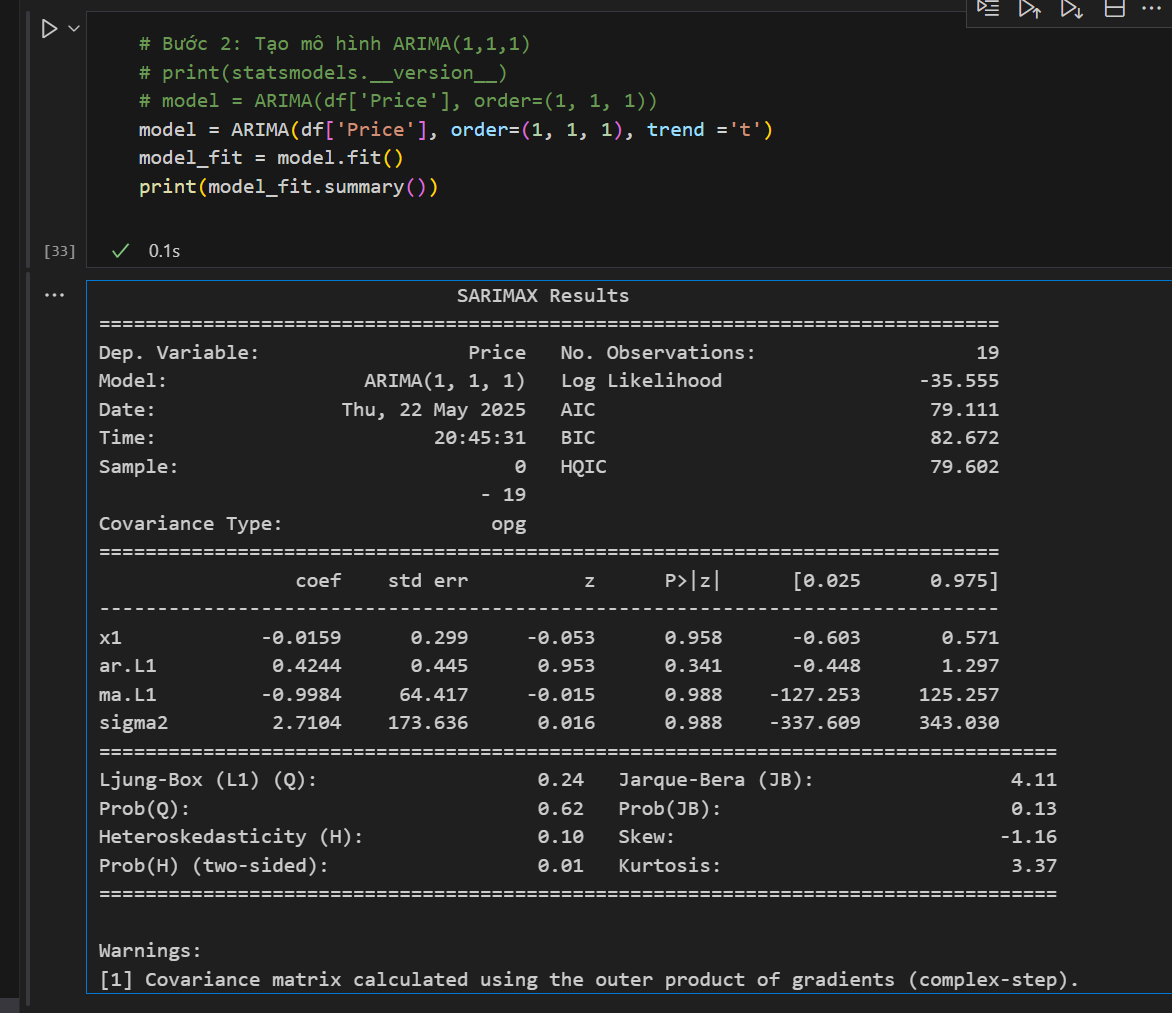 # Bước 2: Tạo mô hình ARIMA(1,1,1)
# print(statsmodels.__version__)
# model = ARIMA(df['Price'], order=(1, 1, 1))
model = ARIMA(df['Price'], order=(1, 1, 1), trend ='t')
model_fit = model.fit()
print(model_fit.summary())
[33] 0.1s
SARIMAX Results
==============================================================================
Dep. Variable: Price No. Observations: 19
Model: ARIMA(1, 1, 1) Log Likelihood -35.555
Date: Thu, 22 May 2025 AIC 79.111
Time: 20:45:31 BIC 82.672
Sample: 0 HQIC 79.602
- 19
Covariance Type: opg
==============================================================================
coef std err z P>|z| [0.025 0.975]
------------------------------------------------------------------------------
x1 -0.0159 0.299 -0.053 0.958 -0.603 0.571
ar.L1 0.4244 0.445 0.953 0.341 -0.448 1.297
ma.L1 -0.9984 64.417 -0.015 0.988 -127.253 125.257
sigma2 2.7104 173.636 0.016 0.988 -337.609 343.030
===================================================================================
Ljung-Box (L1) (Q): 0.24 Jarque-Bera (JB): 4.11
Prob(Q): 0.62 Prob(JB): 0.13
Heteroskedasticity (H): 0.10 Skew: -1.16
Prob(H) (two-sided): 0.01 Kurtosis: 3.37
===================================================================================
Warnings:
[1] Covariance matrix calculated using the outer product of gradients (complex-step).